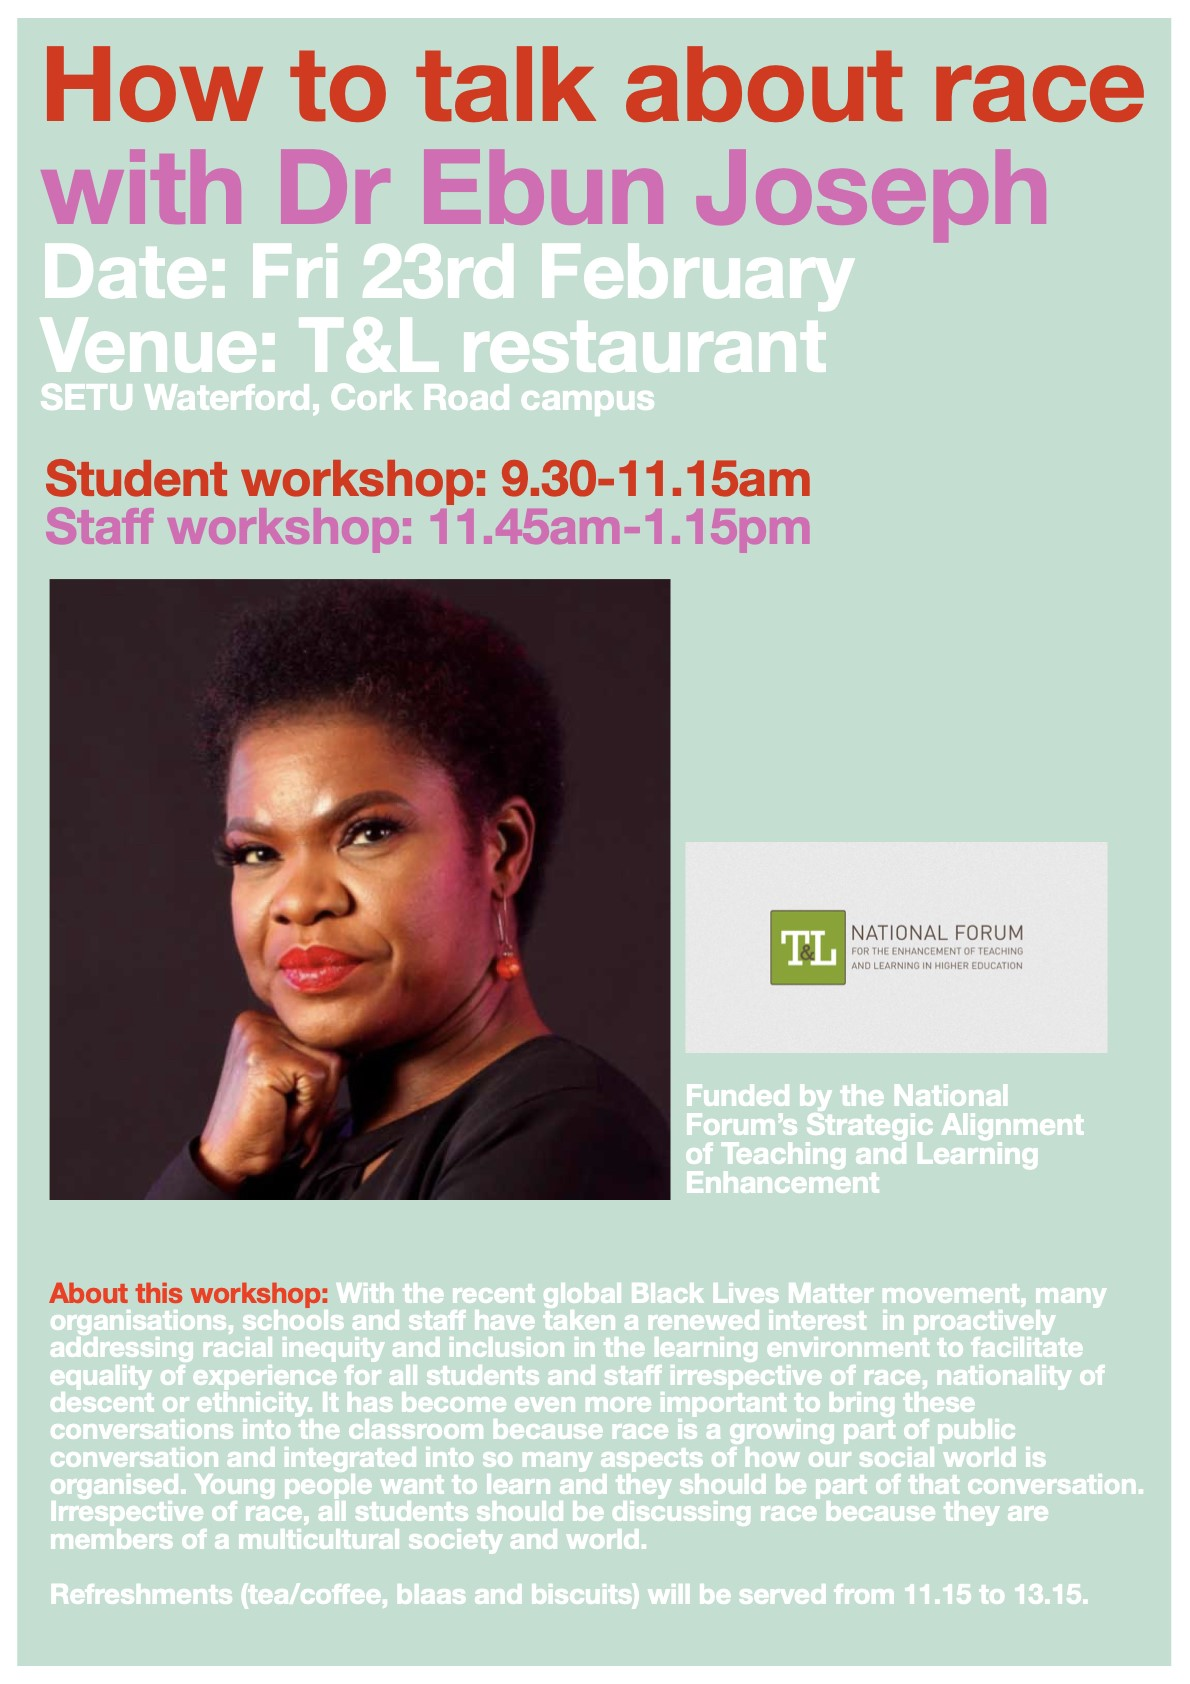 How to talk about race
with Dr Ebun Joseph
Date: Fri 23rd February
Venue: T&L restaurant
SETU Waterford, Cork Road campus
Student workshop: 9.30-11.15am
Staff workshop: 11.45am-1.15pm
T&L
NATIONAL FORUM
FOR THE ENHANCEMENT OF TEACHING
AND LEARNING IN HIGHER EDUCATION
Funded by the National
Forum’s Strategic Alignment
of Teaching and Learning
Enhancement
About this workshop: With the recent global Black Lives Matter movement, many
organisations, schools and staff have taken a renewed interest  in proactively
addressing racial inequity and inclusion in the learning environment to facilitate
equality of experience for all students and staff irrespective of race, nationality of
descent or ethnicity. It has become even more important to bring these
conversations into the classroom because race is a growing part of public
conversation and integrated into so many aspects of how our social world is
organised. Young people want to learn and they should be part of that conversation.
Irrespective of race, all students should be discussing race because they are
members of a multicultural society and world.
Refreshments (tea/coffee, blaas and biscuits) will be served from 11.15 to 13.15.